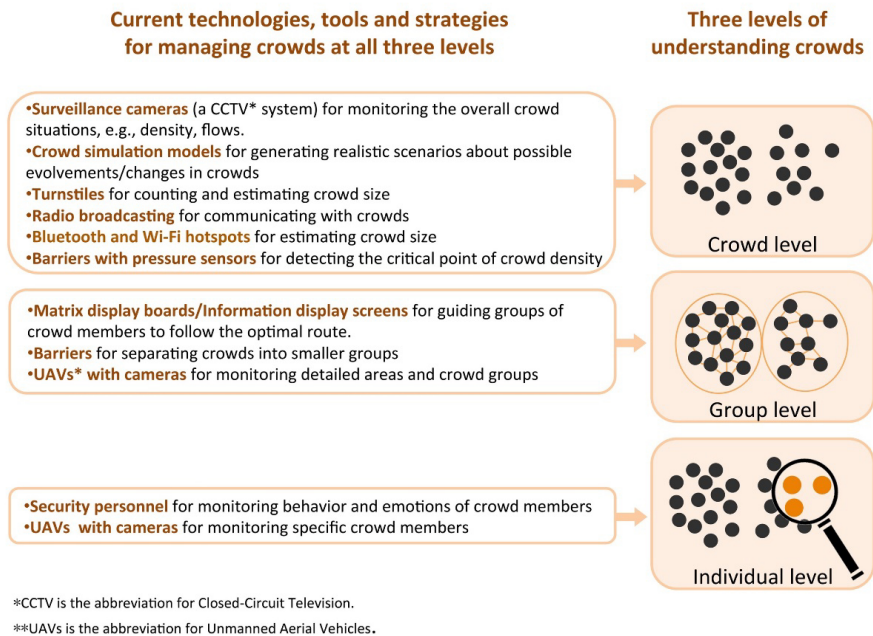 Current technologies, tools and strategies
for managing crowds at all three levels
Three levels of
understanding crowds
•Surveillance cameras (a CCTV* system) for monitoring the overall crowd
situations, e.g., density, flows.
•Crowd simulation models for generating realistic scenarios about possible
evolvements/changes in crowds
•Turnstiles for counting and estimating crowd size
•Radio broadcasting for communicating with crowds
•Bluetooth and Wi-Fi hotspots for estimating crowd size
•Barriers with pressure sensors for detecting the critical point of crowd density
Crowd level
•Matrix display boards/Information display screens for guiding groups of
crowd members to follow the optimal route.
•Barriers for separating crowds into smaller groups
•UAVs* with cameras for monitoring detailed areas and crowd groups
Group level
•Security personnel for monitoring behavior and emotions of crowd members
•UAVs with cameras for monitoring specific crowd members
Individual level
*CCTV is the abbreviation for Closed-Circuit Television.
**UAVs is the abbreviation for Unmanned Aerial Vehicles.